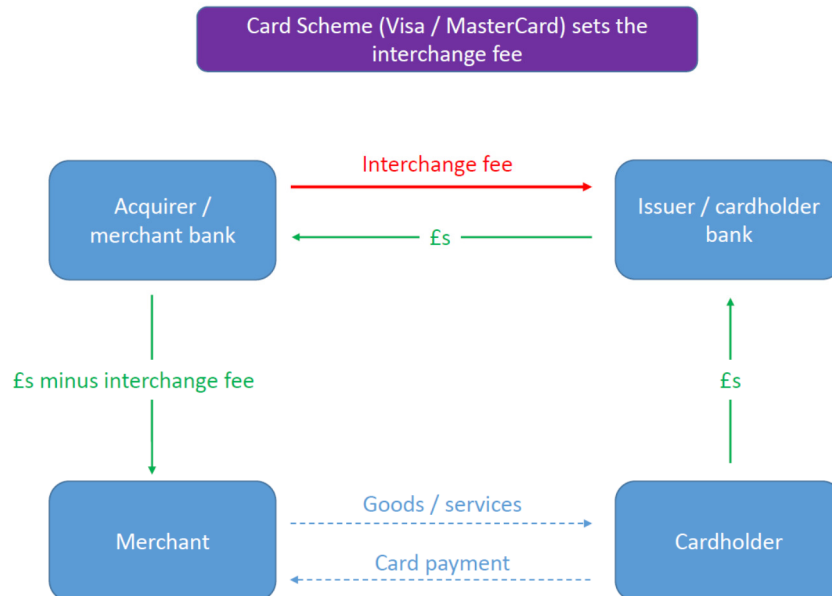 Card Scheme (Visa / MasterCard) sets the
interchange fee
Interchange fee
Acquirer /
merchant bank
Issuer / cardholder
bank
£s
£s minus interchange fee
£s
Goods / services
Merchant
Cardholder
Card payment